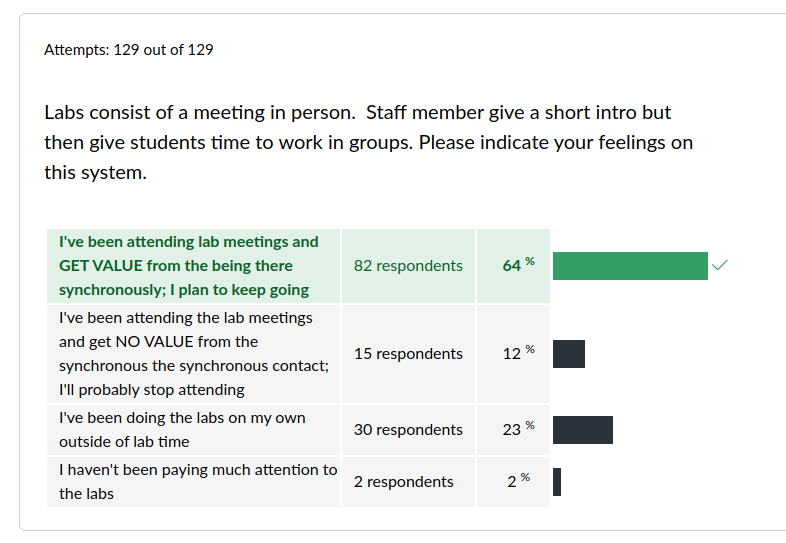 Attempts: 129 out of 129
Labs consist of a meeting in person.  Staff member give a short intro but
then give students time to work in groups. Please indicate your feelings on
this system.
I've been attending lab meetings and
GET VALUE from the being there
synchronously; I plan to keep going
82 respondents
64 %
I've been attending the lab meetings
and get NO VALUE from the
synchronous the synchronous contact;
I'll probably stop attending
15 respondents
12 %
I've been doing the labs on my own
outside of lab time
30 respondents
23 %
I haven't been paying much attention to
the labs
2 respondents
2 %